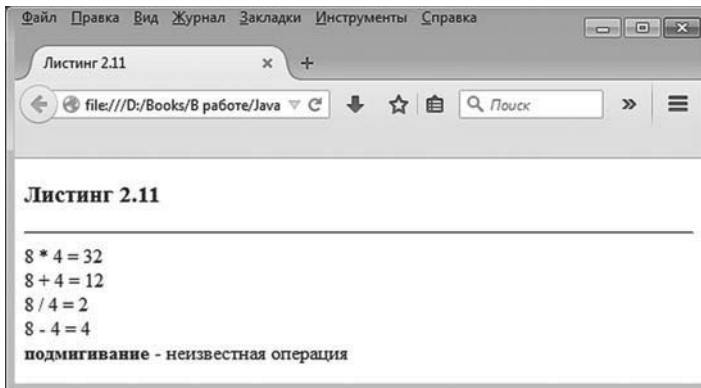 Файл Правка Вид Журнал Закладки Инструменты Справка
Листинг 2.11
file:///D:/Books/В работе/Java
Поиск
Листинг 2.11
8 * 4 = 32
8 + 4 = 12
8 / 4 = 2
8 - 4 = 4
подмигивание - неизвестная операция